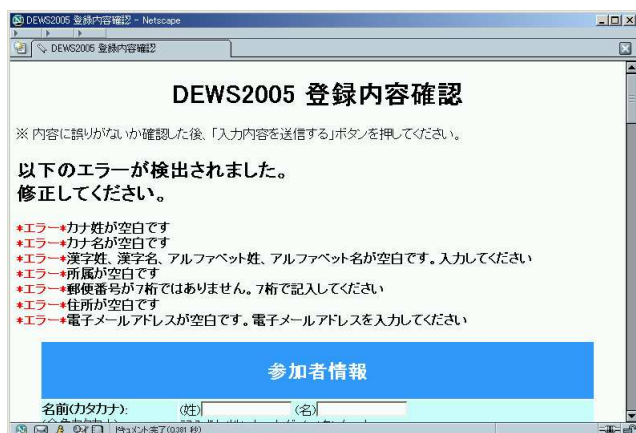 DEWS2005 登録内容確認 - Netscape
DEWS2005 登録内容確認
DEWS2005 登録内容確認
※ 内容に誤りがないか確認した後、「入力内容を送信する」ボタンを押してください。
以下のエラーが検出されました。
修正してください。
*エラー*カナ姓が空白です
*エラー*カナ名が空白です
*エラー*漢字姓、漢字名、アルファベット姓、アルファベット名が空白です。入力してください
*エラー*所属が空白です
*エラー*郵便番号が7桁ではありません。7桁で記入してください
*エラー*住所が空白です
*エラー*電子メールアドレスが空白です。電子メールアドレスを入力してください
参加者情報
名前(カタカナ): (姓) (名)
ドキュメント完了(0.381 秒)